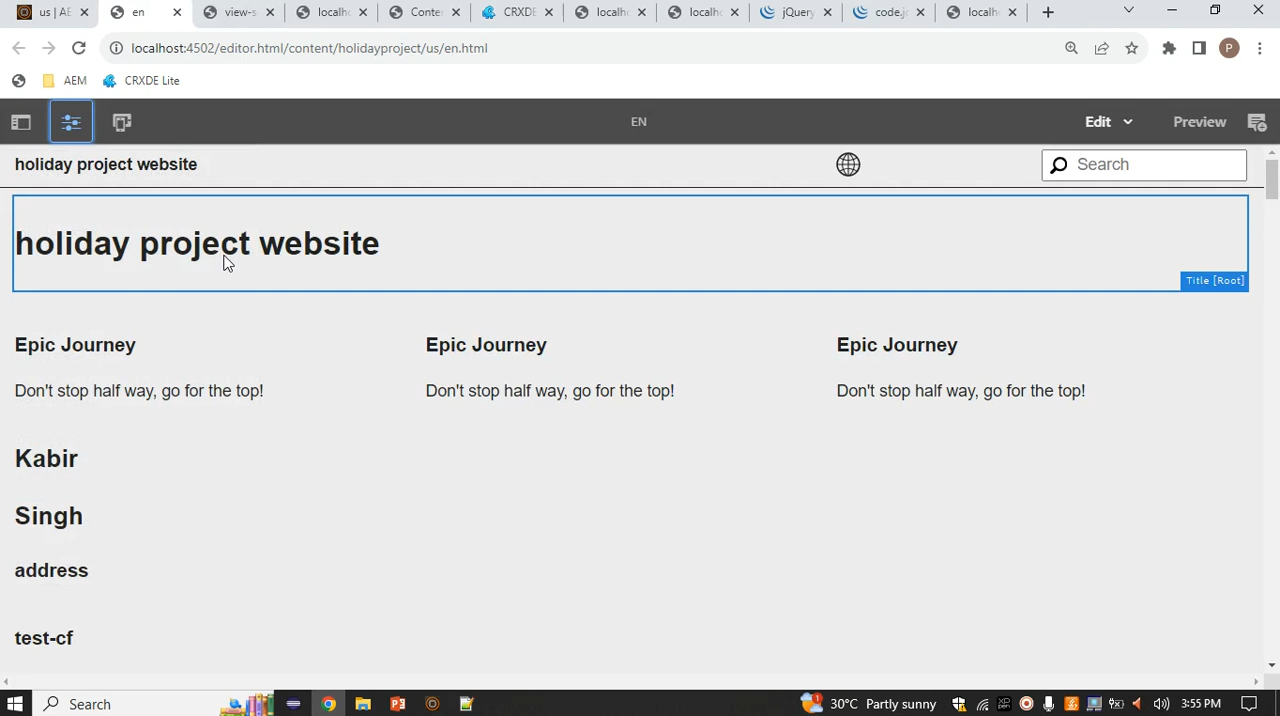 us | AE
en
view-s
localh
Conter
CRXDE
localh
localh
jQuery
code.jc
localh
localhost:4502/editor.html/content/holidayproject/us/en.html
P
AEM
CRXDE Lite
EN
Edit
Preview
holiday project website
Search
holiday project website
Title [Root]
Epic Journey
Epic Journey
Epic Journey
Don't stop half way, go for the top!
Don't stop half way, go for the top!
Don't stop half way, go for the top!
Kabir
Singh
address
test-cf
Search
1
30°C Partly sunny
3:55 PM